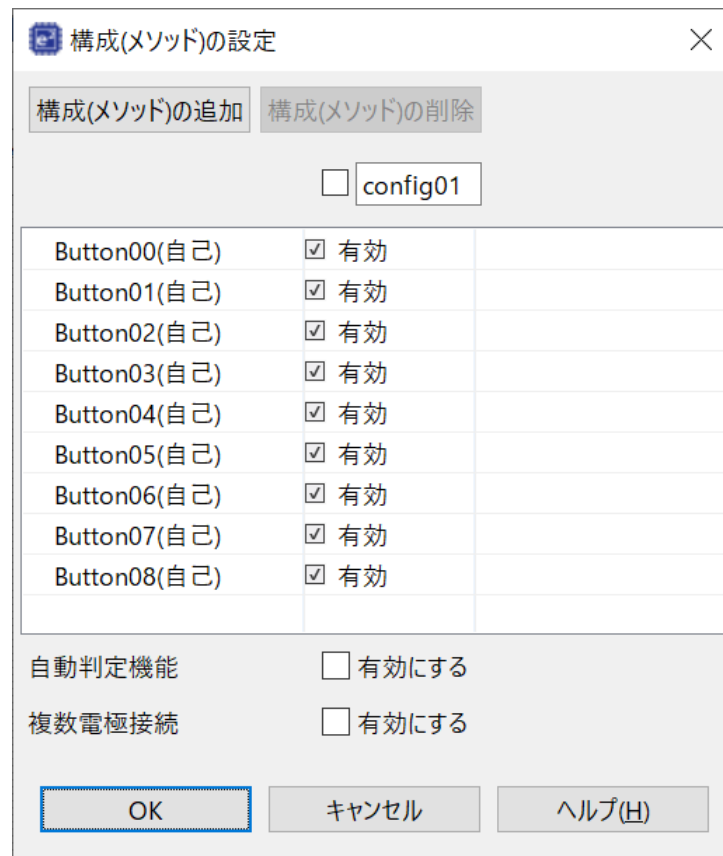 構成(メソッド)の設定
構成(メソッド)の追加 構成(メソッド)の削除
config01
Button00(自己) 有効
Button01(自己) 有効
Button02(自己) 有効
Button03(自己) 有効
Button04(自己) 有効
Button05(自己) 有効
Button06(自己) 有効
Button07(自己) 有効
Button08(自己) 有効
自動判定機能 有効にする
複数電極接続 有効にする
OK キャンセル ヘルプ(H)